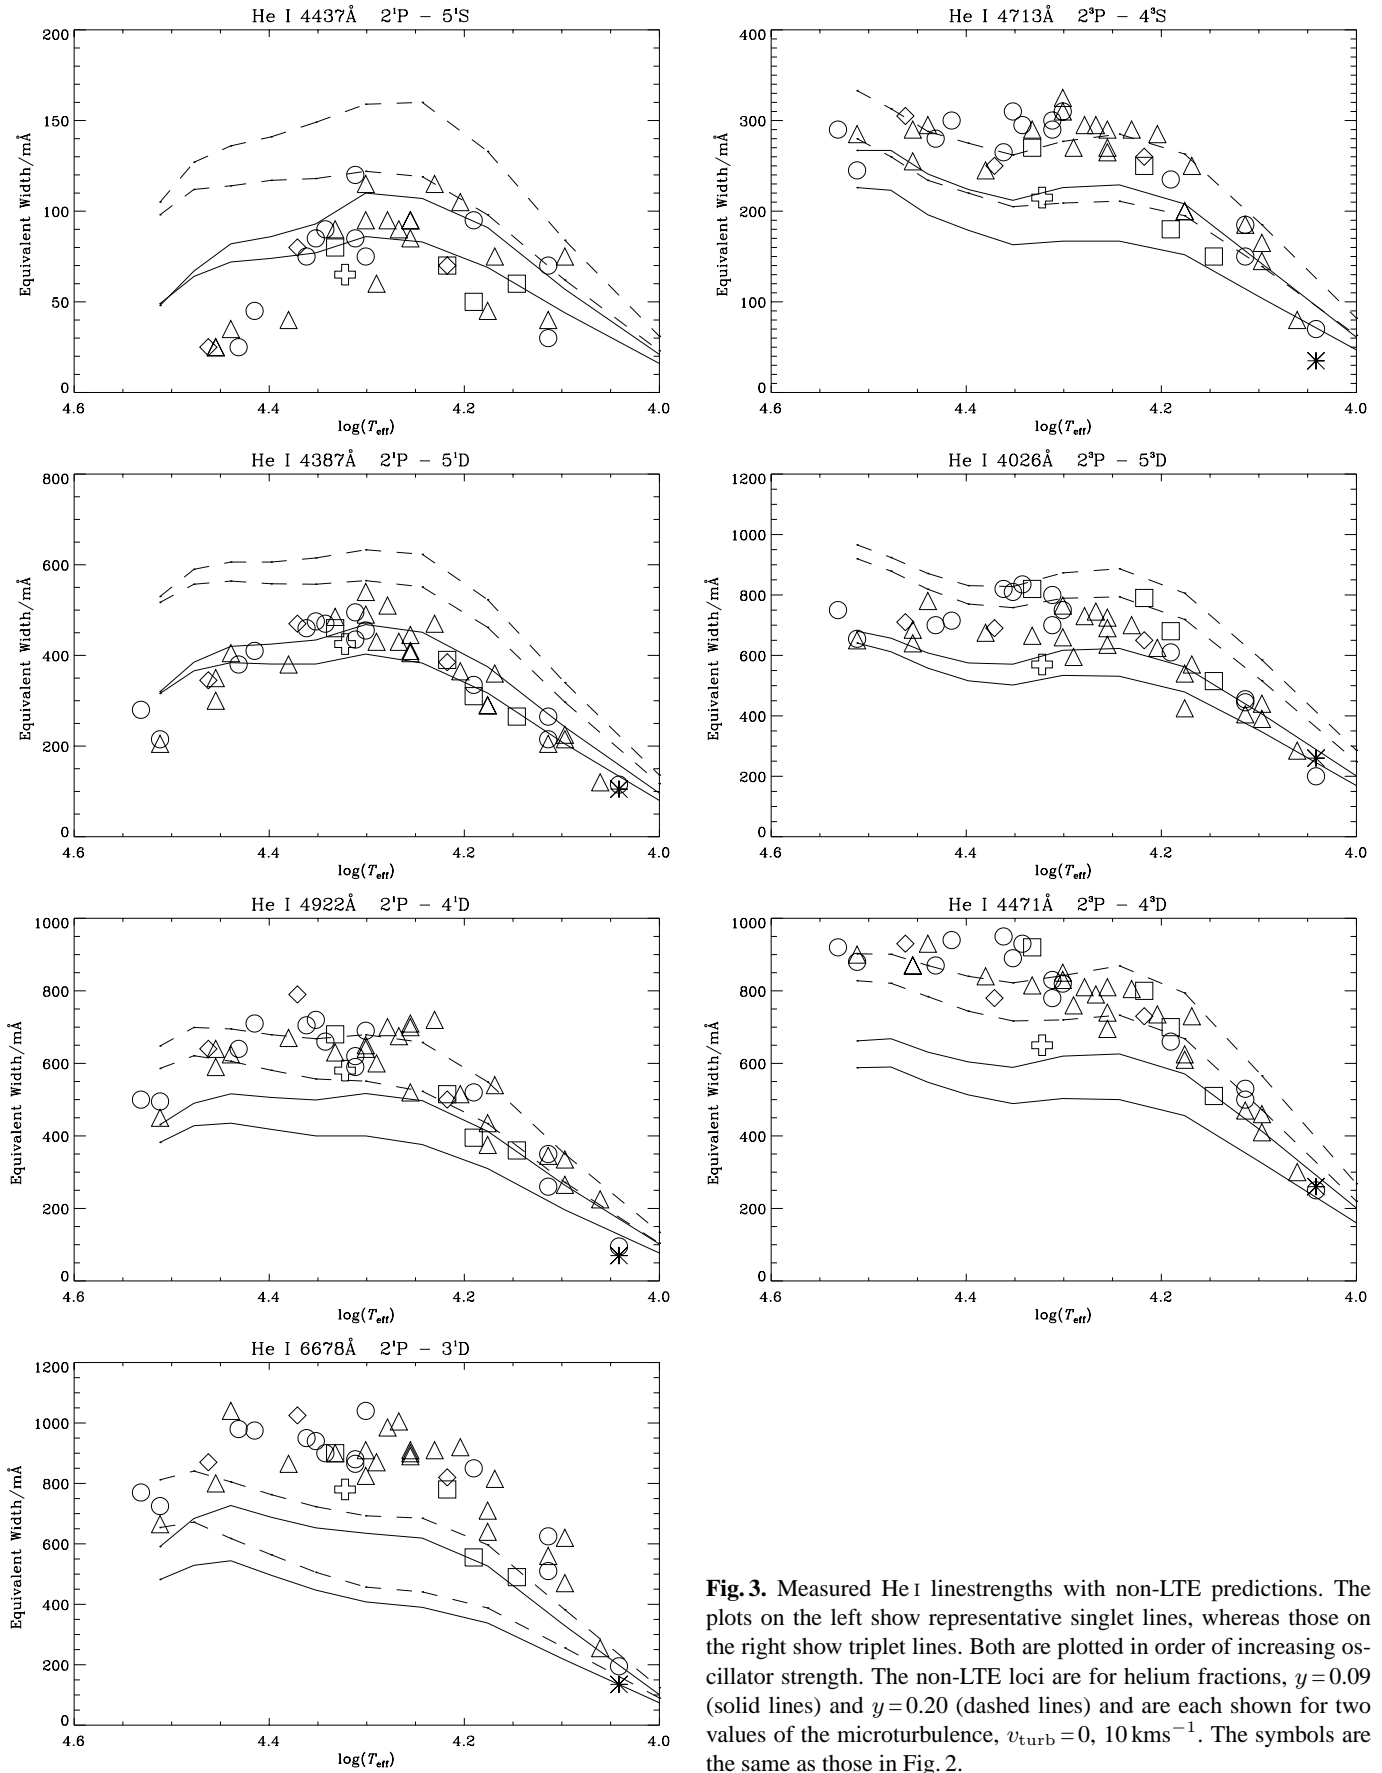 He I 4437Å 2¹P – 5¹S
200
150
100
50
0
Equivalent Width/mÅ
4.6 4.4 4.2 4.0
log(Teff)
He I 4713Å 2³P – 4³S
400
300
200
100
0
Equivalent Width/mÅ
4.6 4.4 4.2 4.0
log(Teff)
He I 4387Å 2¹P – 5¹D
800
600
400
200
0
Equivalent Width/mÅ
4.6 4.4 4.2 4.0
log(Teff)
He I 4026Å 2³P – 5³D
1200
1000
800
600
400
200
0
Equivalent Width/mÅ
4.6 4.4 4.2 4.0
log(Teff)
He I 4922Å 2¹P – 4¹D
1000
800
600
400
200
0
Equivalent Width/mÅ
4.6 4.4 4.2 4.0
log(Teff)
He I 4471Å 2³P – 4³D
1000
800
600
400
200
0
Equivalent Width/mÅ
4.6 4.4 4.2 4.0
log(Teff)
He I 6678Å 2¹P – 3¹D
1200
1000
800
600
400
200
0
Equivalent Width/mÅ
4.6 4.4 4.2 4.0
log(Teff)
Fig. 3. Measured He I linestrengths with non-LTE predictions. The
plots on the left show representative singlet lines, whereas those on
the right show triplet lines. Both are plotted in order of increasing os-
cillator strength. The non-LTE loci are for helium fractions, y = 0.09
(solid lines) and y = 0.20 (dashed lines) and are each shown for two
values of the microturbulence, vturb = 0, 10 kms⁻¹. The symbols are
the same as those in Fig. 2.